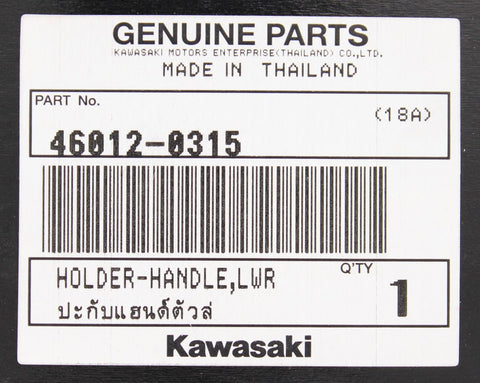 GENUINE PARTS
KAWASAKI MOTORS ENTERPRISE(THAILAND) CO.,LTD.
MADE IN THAILAND
PART No.
(18A)
46012-0315
HOLDER-HANDLE,LWR
Q'TY
1
ปะกับแฮนด์ตัวล่
Kawasaki